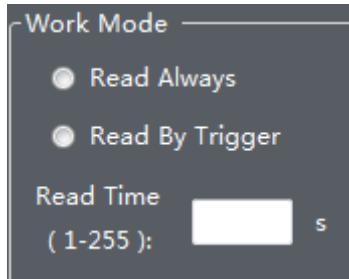 Work Mode
Read Always
Read By Trigger
Read Time
( 1-255 ):
s